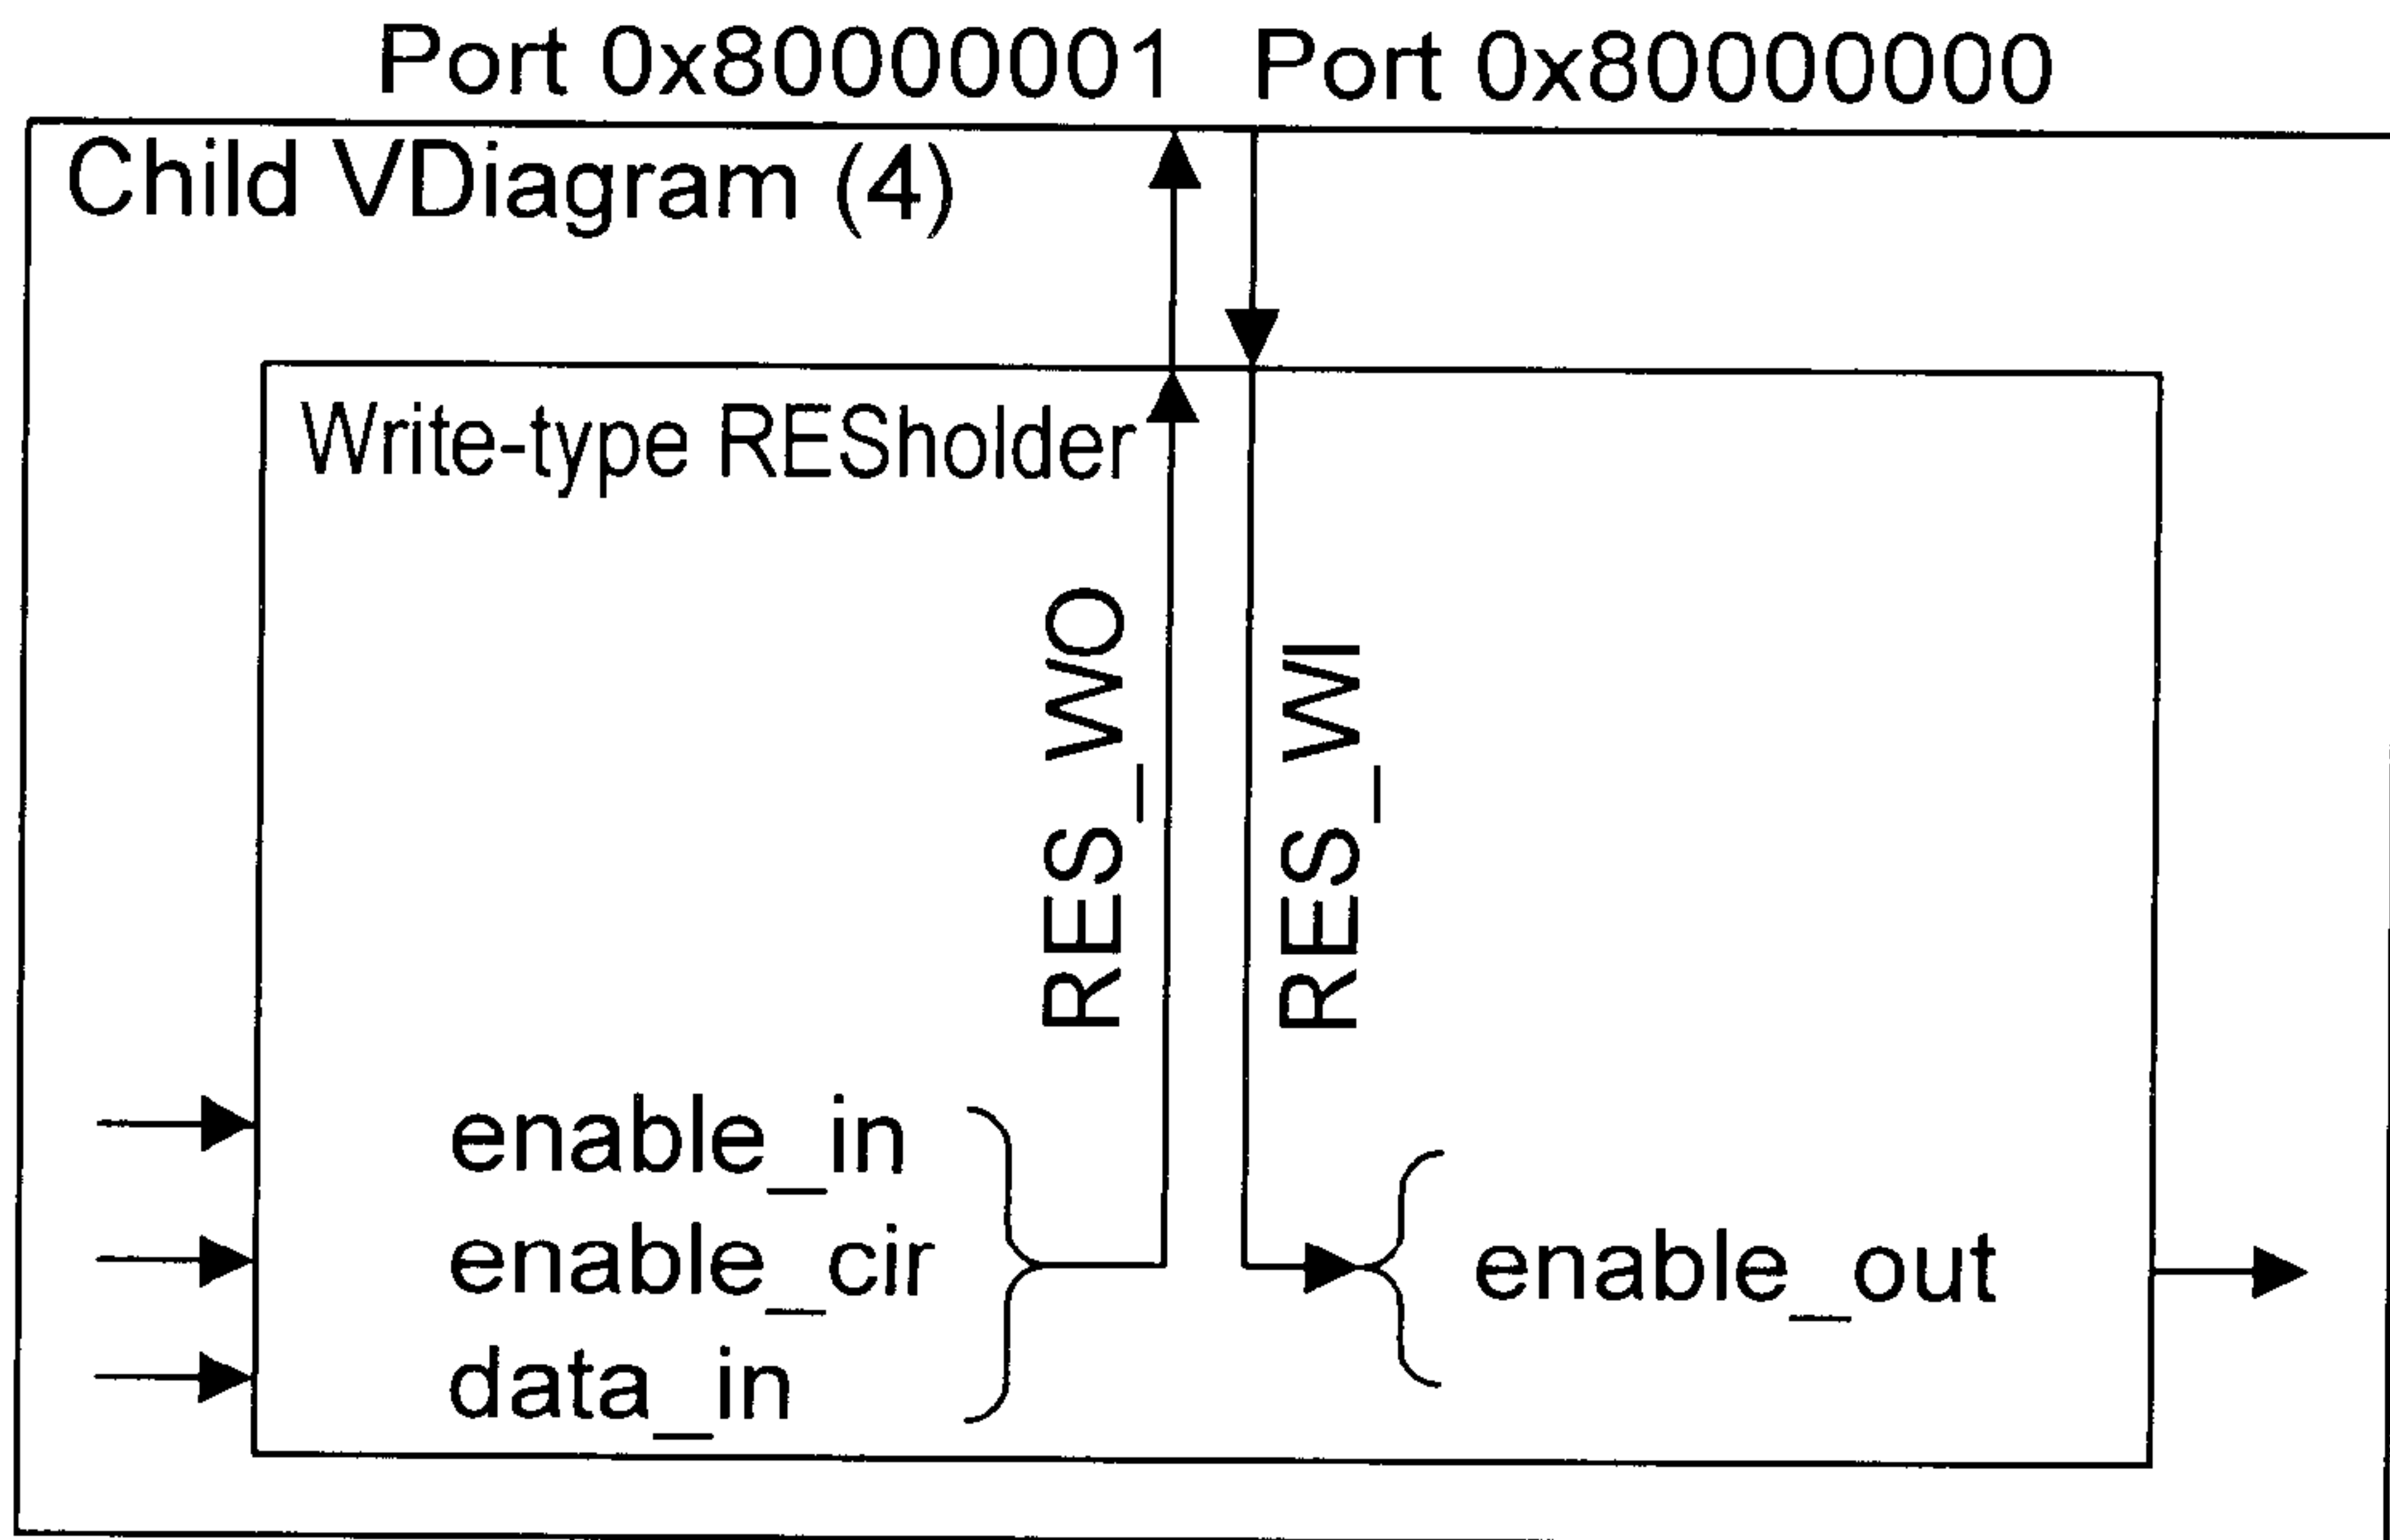 Port 0x80000001 Port 0x80000000
Child VDiagram (4)
Write-type RESholder
RES_WO
RES_WI
enable_in
enable_cir
data_in
enable_out